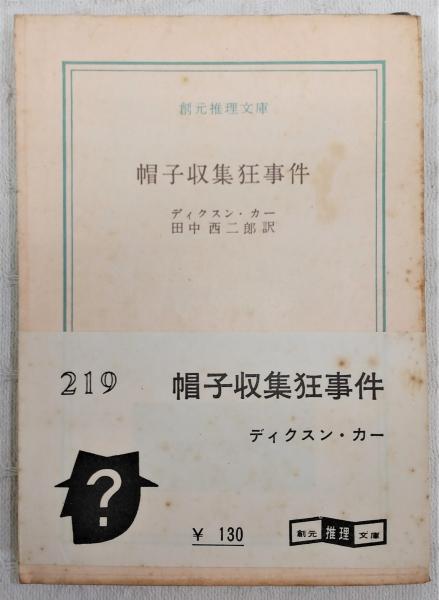 創元推理文庫
帽子収集狂事件
ディクスン・カー
田中西二郎訳
219
帽子収集狂事件
ディクスン・カー
?
¥ 130
創元 推理 文庫